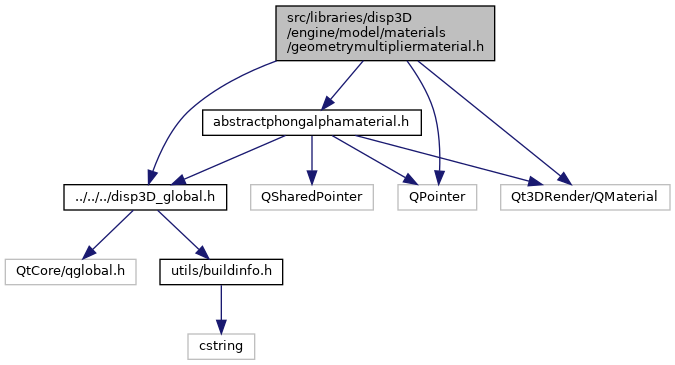 src/libraries/disp3D
/engine/model/materials
/geometrymultipliermaterial.h
abstractphongalphamaterial.h
../../../disp3D_global.h
QSharedPointer
QPointer
Qt3DRender/QMaterial
QtCore/qglobal.h
utils/buildinfo.h
cstring